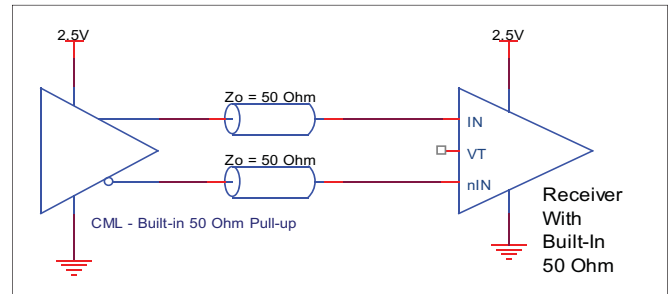 2.5V
2.5V
Zo = 50 Ohm
IN
VT
Zo = 50 Ohm
nIN
CML - Built-in 50 Ohm Pull-up
Receiver
With
Built-In
50 Ohm